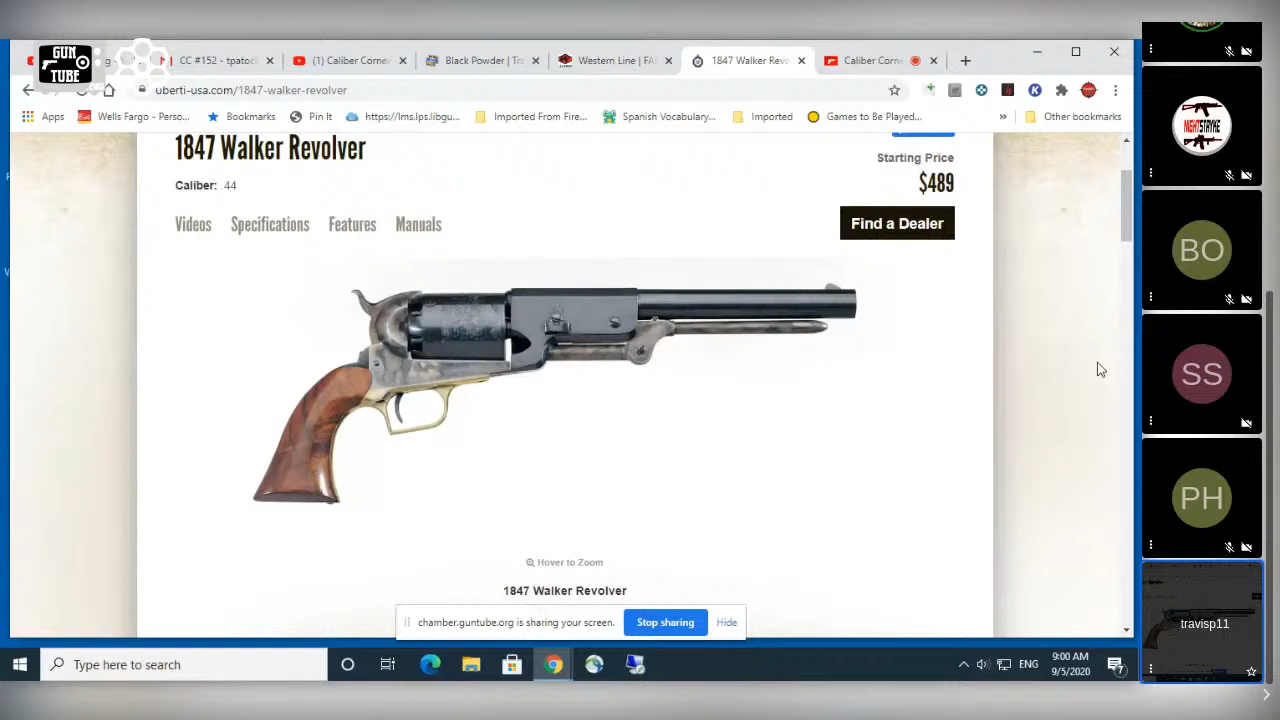 GUN
TUBE
CC #152 - tpatoc
(1) Caliber Corne
Black Powder | Tra
Western Line | FA
1847 Walker Revo
Caliber Corne
uberti-usa.com/1847-walker-revolver
Apps
Wells Fargo - Perso...
Bookmarks
Pin It
https://lms.lps.libgu...
Imported From Fire...
Spanish Vocabulary...
Imported
Games to Be Played...
»
Other bookmarks
1847 Walker Revolver
Starting Price
$489
Caliber: .44
Videos
Specifications
Features
Manuals
Find a Dealer
Hover to Zoom
1847 Walker Revolver
chamber.guntube.org is sharing your screen.
Stop sharing
Hide
NIGHTSTRYKE
BO
SS
PH
travisp11
Type here to search
ENG
9:00 AM
9/5/2020
7